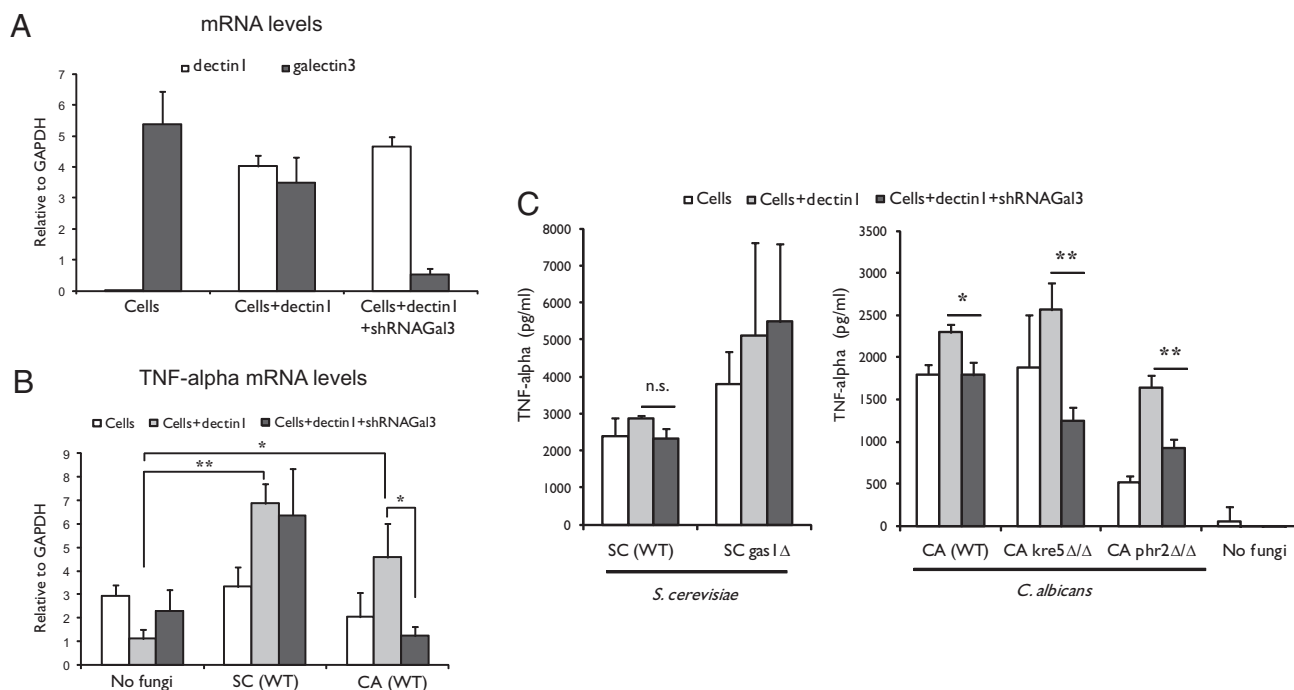 A
mRNA levels
dectin1 galectin3
Relative to GAPDH
7
6
5
4
3
2
1
0
Cells Cells+dectin1 Cells+dectin1
+shRNAGal3
B
TNF-alpha mRNA levels
Cells Cells+dectin1 Cells+dectin1+shRNAGal3
Relative to GAPDH
9
8
7
6
5
4
3
2
1
0
*
**
*
No fungi SC (WT) CA (WT)
C
Cells Cells+dectin1 Cells+dectin1+shRNAGal3
TNF-alpha (pg/ml)
8000
7000
6000
5000
4000
3000
2000
1000
0
n.s.
SC (WT) SC gas1Δ
S. cerevisiae
TNF-alpha (pg/ml)
3500
3000
2500
2000
1500
1000
500
0
*
**
**
CA (WT) CA kre5Δ/Δ CA phr2Δ/Δ No fungi
C. albicans